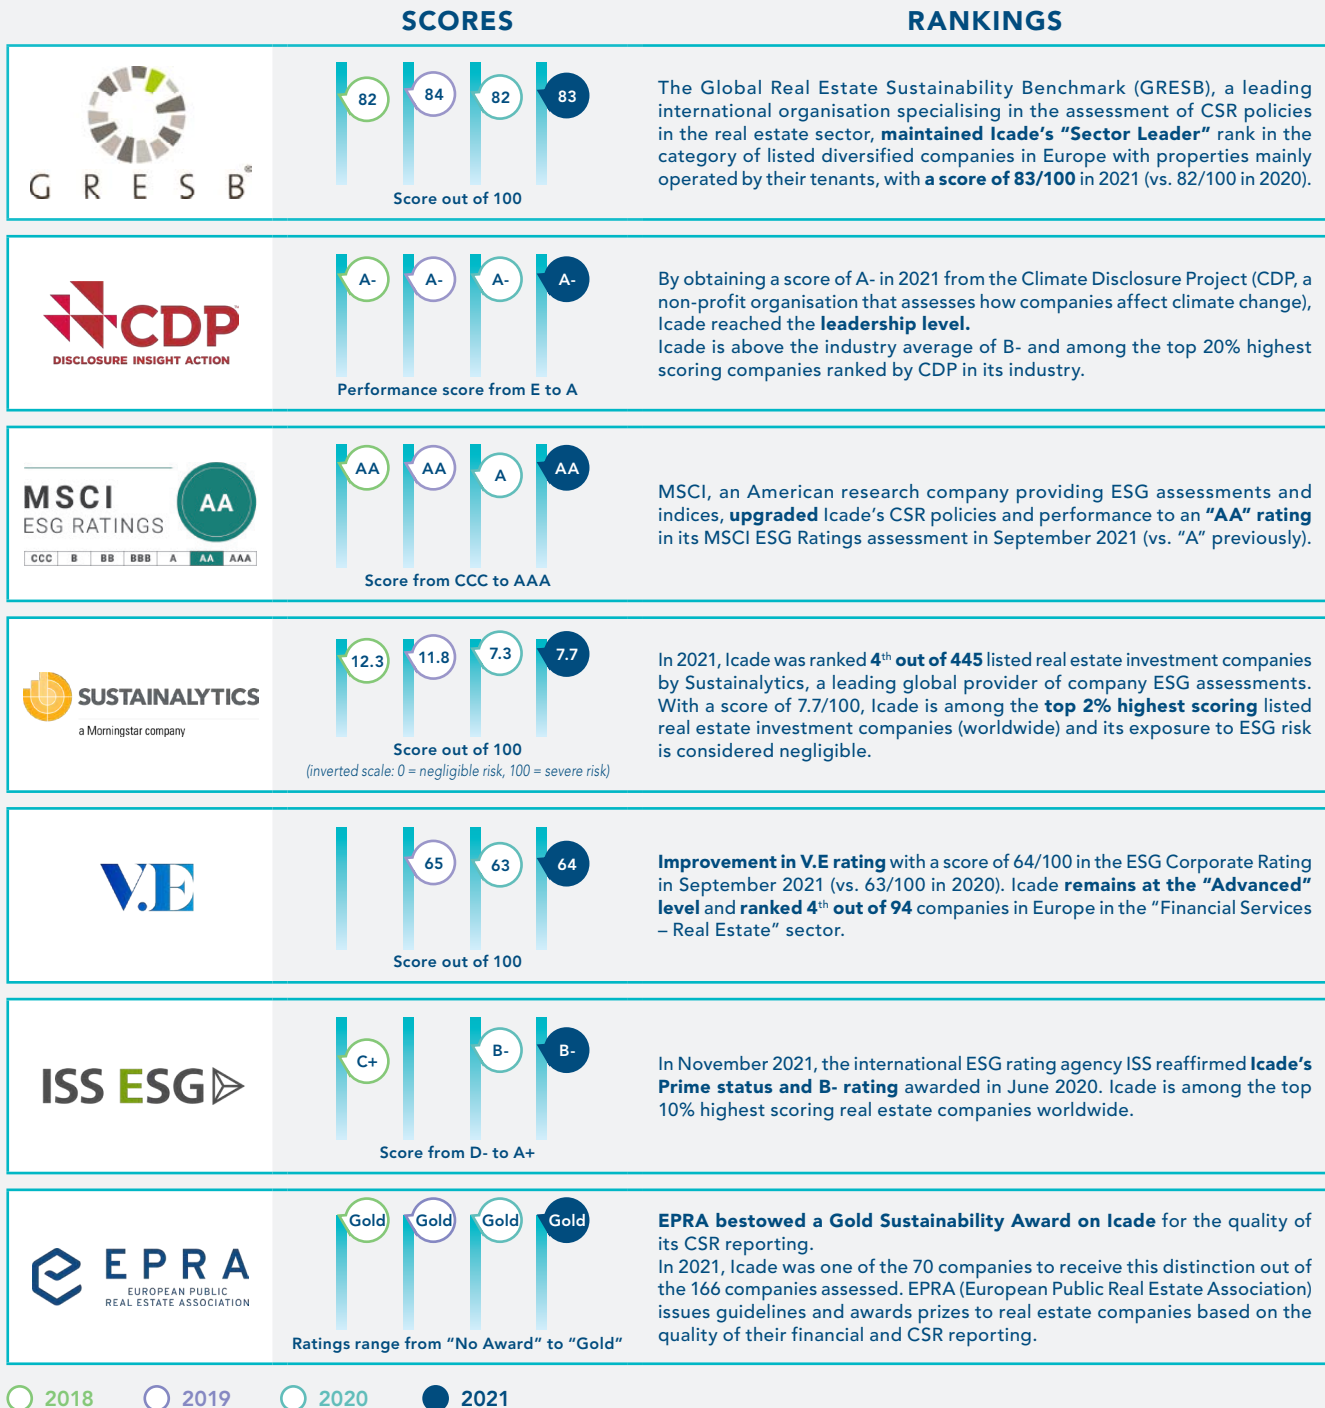 SCORES
RANKINGS
GRESB
©
82
84
82
83
Score out of 100
The Global Real Estate Sustainability Benchmark (GRESB), a leading
international organisation specialising in the assessment of CSR policies
in the real estate sector, maintained Icade's “Sector Leader” rank in the
category of listed diversified companies in Europe with properties mainly
operated by their tenants, with a score of 83/100 in 2021 (vs. 82/100 in 2020).
CDP
DISCLOSURE INSIGHT ACTION
A-
A-
A-
A-
Performance score from E to A
By obtaining a score of A- in 2021 from the Climate Disclosure Project (CDP, a
non-profit organisation that assesses how companies affect climate change),
Icade reached the leadership level.
Icade is above the industry average of B- and among the top 20% highest
scoring companies ranked by CDP in its industry.
MSCI
ESG RATINGS
AA
CCC B BB BBB A AA AAA
AA
AA
A
AA
Score from CCC to AAA
MSCI, an American research company providing ESG assessments and
indices, upgraded Icade's CSR policies and performance to an “AA” rating
in its MSCI ESG Ratings assessment in September 2021 (vs. “A” previously).
SUSTAINALYTICS
a Morningstar company
12.3
11.8
7.3
7.7
Score out of 100
(inverted scale: 0 = negligible risk, 100 = severe risk)
In 2021, Icade was ranked 4th out of 445 listed real estate investment companies
by Sustainalytics, a leading global provider of company ESG assessments.
With a score of 7.7/100, Icade is among the top 2% highest scoring listed
real estate investment companies (worldwide) and its exposure to ESG risk
is considered negligible.
V.E
65
63
64
Score out of 100
Improvement in V.E rating with a score of 64/100 in the ESG Corporate Rating
in September 2021 (vs. 63/100 in 2020). Icade remains at the “Advanced”
level and ranked 4th out of 94 companies in Europe in the “Financial Services
– Real Estate” sector.
ISS ESG
C+
B-
B-
Score from D- to A+
In November 2021, the international ESG rating agency ISS reaffirmed Icade's
Prime status and B- rating awarded in June 2020. Icade is among the top
10% highest scoring real estate companies worldwide.
EPRA
EUROPEAN PUBLIC
REAL ESTATE ASSOCIATION
Gold
Gold
Gold
Gold
Ratings range from “No Award” to “Gold”
EPRA bestowed a Gold Sustainability Award on Icade for the quality of
its CSR reporting.
In 2021, Icade was one of the 70 companies to receive this distinction out of
the 166 companies assessed. EPRA (European Public Real Estate Association)
issues guidelines and awards prizes to real estate companies based on the
quality of their financial and CSR reporting.
2018
2019
2020
2021